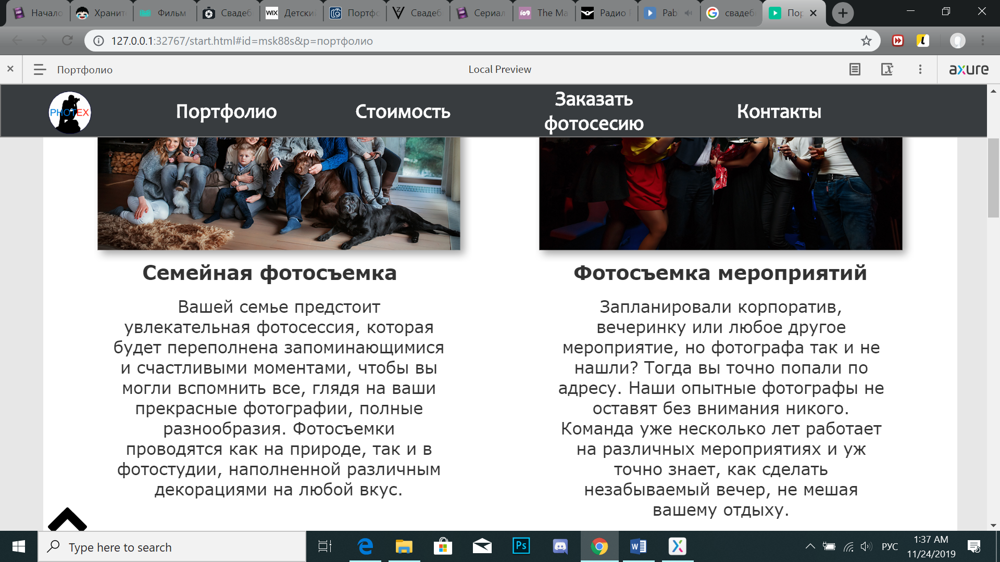 Начало
Хранит
Фильм
Свадеб
WIX Детский
Портфо
Свадеб
Сериал
io9 The Ma
Радио
Pab
свадеб
Пор
127.0.0.1:32767/start.html#id=msk88s&p=портфолио
Портфолио
Local Preview
axure
PHOTEX
Портфолио
Стоимость
Заказать
фотосесию
Контакты
Семейная фотосъемка
Вашей семье предстоит
увлекательная фотосессия, которая
будет переполнена запоминающимися
и счастливыми моментами, чтобы вы
могли вспомнить все, глядя на ваши
прекрасные фотографии, полные
разнообразия. Фотосъемки
проводятся как на природе, так и в
фотостудии, наполненной различным
декорациями на любой вкус.
Фотосъемка мероприятий
Запланировали корпоратив,
вечеринку или любое другое
мероприятие, но фотографа так и не
нашли? Тогда вы точно попали по
адресу. Наши опытные фотографы не
оставят без внимания никого.
Команда уже несколько лет работает
на различных мероприятиях и уж
точно знает, как сделать
незабываемый вечер, не мешая
вашему отдыху.
Type here to search
Ps
РУС
1:37 AM
11/24/2019